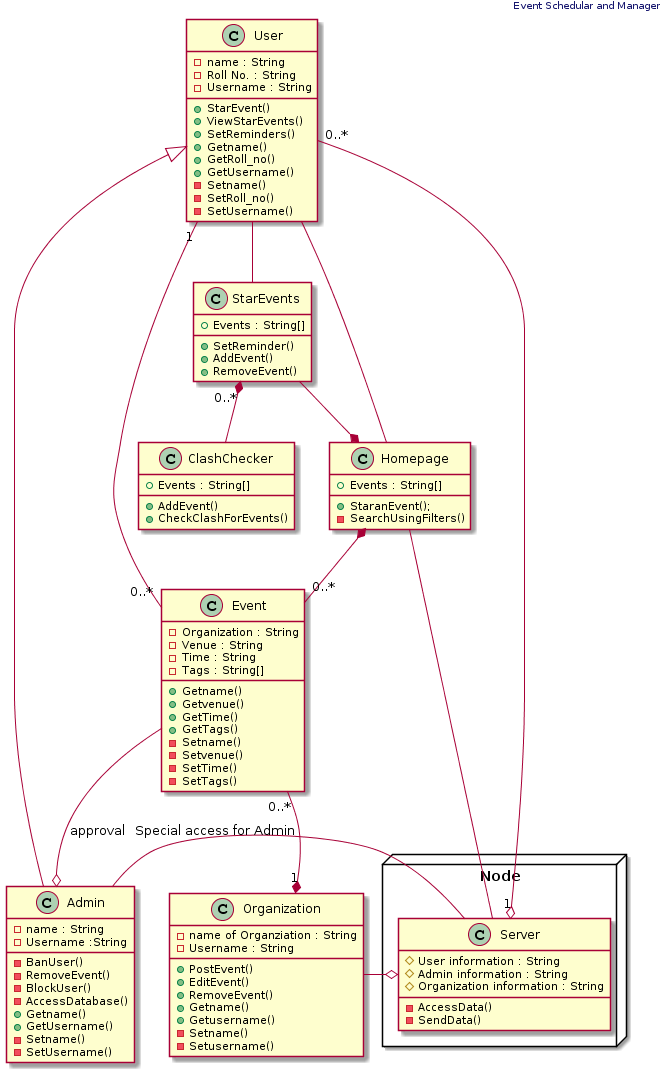 Event Schedular and Manager
C User
name : String
Roll No. : String
Username : String
StarEvent()
ViewStarEvents()
SetReminders()
Getname()
GetRoll_no()
GetUsername()
Setname()
SetRoll_no()
SetUsername()
0..*
1
C StarEvents
Events : String[]
SetReminder()
AddEvent()
RemoveEvent()
0..*
C ClashChecker
Events : String[]
AddEvent()
CheckClashForEvents()
C Homepage
Events : String[]
StaranEvent();
SearchUsingFilters()
0..*
0..*
C Event
Organization : String
Venue : String
Time : String
Tags : String[]
Getname()
Getvenue()
GetTime()
GetTags()
Setname()
Setvenue()
SetTime()
SetTags()
0..*
approval
Special access for Admin
1
Node
1
C Admin
name : String
Username :String
BanUser()
RemoveEvent()
BlockUser()
AccessDatabase()
Getname()
GetUsername()
Setname()
SetUsername()
C Organization
name of Organziation : String
Username : String
PostEvent()
EditEvent()
RemoveEvent()
Getname()
Getusername()
Setname()
Setusername()
C Server
User information : String
Admin information : String
Organization information : String
AccessData()
SendData()